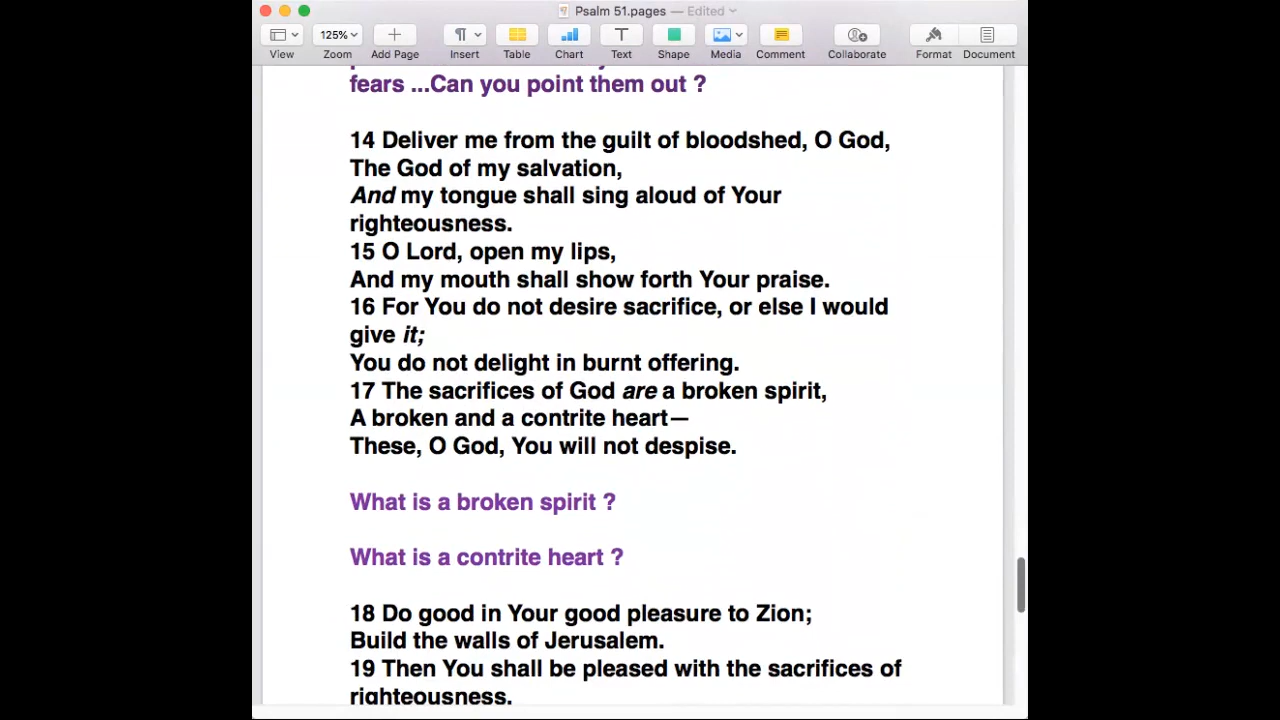 Psalm 51.pages — Edited
125%
View
Zoom
Add Page
Insert
Table
Chart
Text
Shape
Media
Comment
Collaborate
Format
Document
fears ...Can you point them out ?
14 Deliver me from the guilt of bloodshed, O God,
The God of my salvation,
And my tongue shall sing aloud of Your
righteousness.
15 O Lord, open my lips,
And my mouth shall show forth Your praise.
16 For You do not desire sacrifice, or else I would
give it;
You do not delight in burnt offering.
17 The sacrifices of God are a broken spirit,
A broken and a contrite heart—
These, O God, You will not despise.
What is a broken spirit ?
What is a contrite heart ?
18 Do good in Your good pleasure to Zion;
Build the walls of Jerusalem.
19 Then You shall be pleased with the sacrifices of
righteousness,